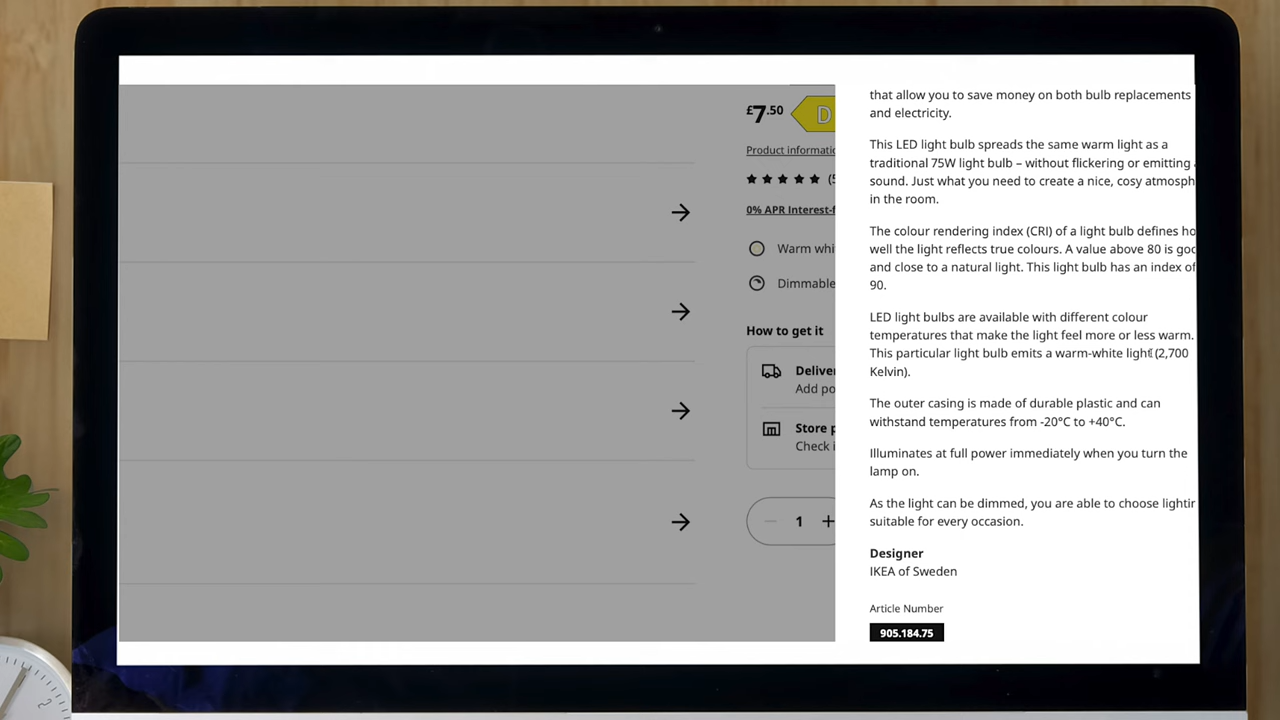 £7.50
D
Product informatio
(5
0% APR Interest-f
Warm whi
Dimmable
How to get it
Deliver
Add po
Store p
Check i
1
that allow you to save money on both bulb replacements
and electricity.
This LED light bulb spreads the same warm light as a
traditional 75W light bulb – without flickering or emitting
sound. Just what you need to create a nice, cosy atmosph
in the room.
The colour rendering index (CRI) of a light bulb defines ho
well the light reflects true colours. A value above 80 is goo
and close to a natural light. This light bulb has an index of
90.
LED light bulbs are available with different colour
temperatures that make the light feel more or less warm.
This particular light bulb emits a warm-white light (2,700
Kelvin).
The outer casing is made of durable plastic and can
withstand temperatures from -20°C to +40°C.
Illuminates at full power immediately when you turn the
lamp on.
As the light can be dimmed, you are able to choose lightin
suitable for every occasion.
Designer
IKEA of Sweden
Article Number
905.184.75
2